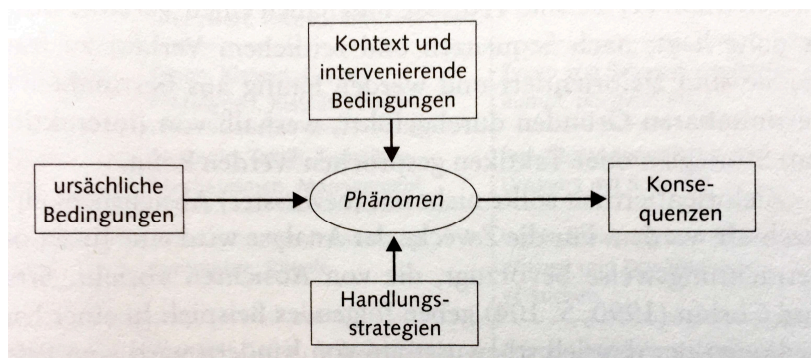 Kontext und
intervenierende
Bedingungen
ursächliche
Bedingungen
Phänomen
Konse-
quenzen
Handlungs-
strategien